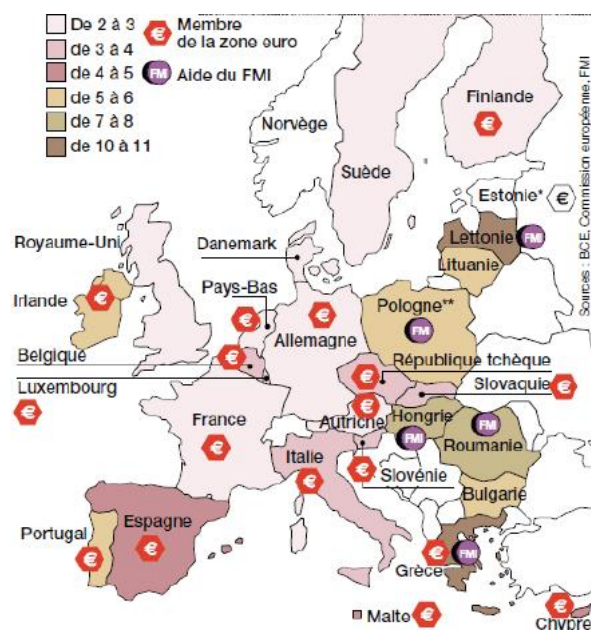 De 2 à 3
de 3 à 4
de 4 à 5
de 5 à 6
de 7 à 8
de 10 à 11
€ Membre
de la zone euro
FMI Aide du FMI
Finlande
€
Norvège
Suède
Estonie* €
Sources : BCE, Commission européenne, FMI
Royaume-Uni
Danemark
Lettonie FMI
Lituanie
Pays-Bas
€
Irlande
€
€
Allemagne
Pologne**
FMI
Belgique
€
République tchèque
€
Luxembourg
€
Slovaquie €
France
€
Autriche
€
Hongrie
FMI
FMI
Roumanie
Italie
€
€
Slovénie
Bulgarie
Portugal
€
Espagne
€
€ FMI
Grèce
Malte €
€
Chypre